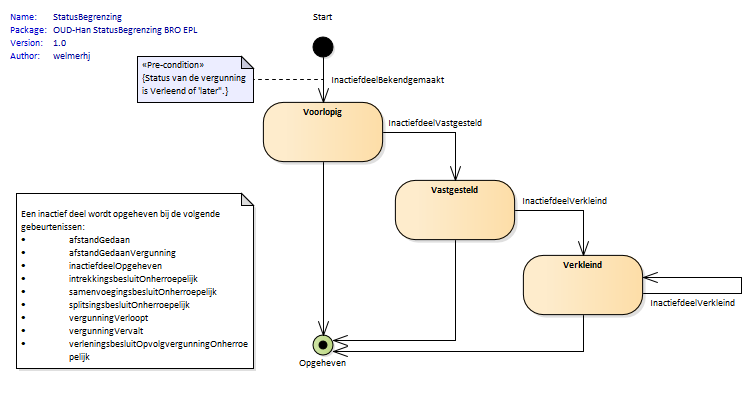 Name: StatusBegrenzing
Package: OUD-Han StatusBegrenzing BRO EPL
Version: 1.0
Author: welmerhj
Start
«Pre-condition»
{Status van de vergunning
is Verleend of 'later".}
InactiefdeelBekendgemaakt
Voorlopig
InactiefdeelVastgesteld
Vastgesteld
InactiefdeelVerkleind
Verkleind
InactiefdeelVerkleind
Opgeheven
Een inactief deel wordt opgeheven bij de volgende
gebeurtenissen:
• afstandGedaan
• afstandGedaanVergunning
• inactiefdeelOpgeheven
• intrekkingsbesluitOnherroepelijk
• samenvoegingsbesluitOnherroepelijk
• splitsingsbesluitOnherroepelijk
• vergunningVerloopt
• vergunningVervalt
• verleningsbesluitOpvolgvergunningOnherroe
pelijk